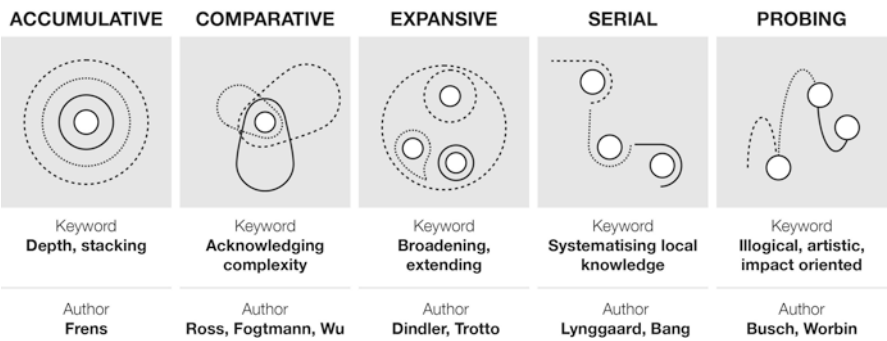 ACCUMULATIVE
COMPARATIVE
EXPANSIVE
SERIAL
PROBING
Keyword
Depth, stacking
Keyword
Acknowledging
complexity
Keyword
Broadening,
extending
Keyword
Systematising local
knowledge
Keyword
Illogical, artistic,
impact oriented
Author
Frens
Author
Ross, Fogtmann, Wu
Author
Dindler, Trotto
Author
Lynggaard, Bang
Author
Busch, Worbin